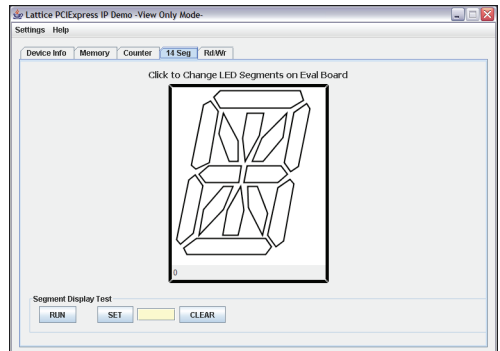 Lattice PCIExpress IP Demo -View Only Mode-
Settings Help
Device Info Memory Counter 14 Seg Rd/Wr
Click to Change LED Segments on Eval Board
0
Segment Display Test
RUN SET CLEAR